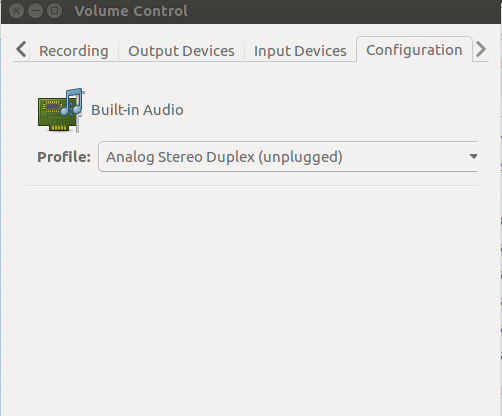 Volume Control
Recording Output Devices Input Devices Configuration
Built-in Audio
Profile: Analog Stereo Duplex (unplugged)